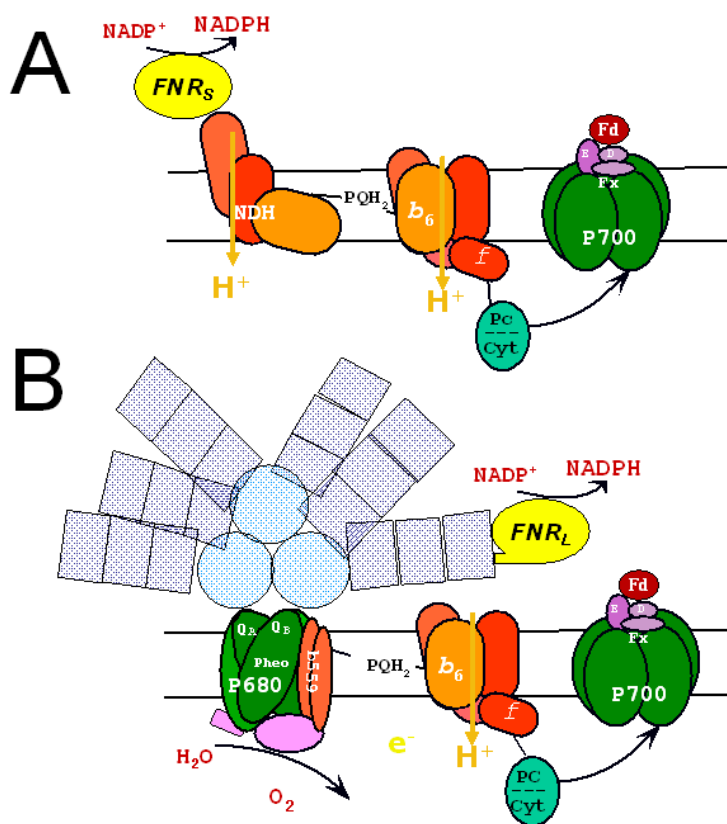 A
NADP+ NADPH
FNRS
Fd
E D
Fx
NDH
PQH2
b6
P700
f
H+
H+
Pc
Cyt
B
NADP+ NADPH
FNRL
Fd
E D
Fx
QA QB
Pheo
b559
P680
PQH2
b6
P700
f
H2O
e-
H+
O2
PC
Cyt